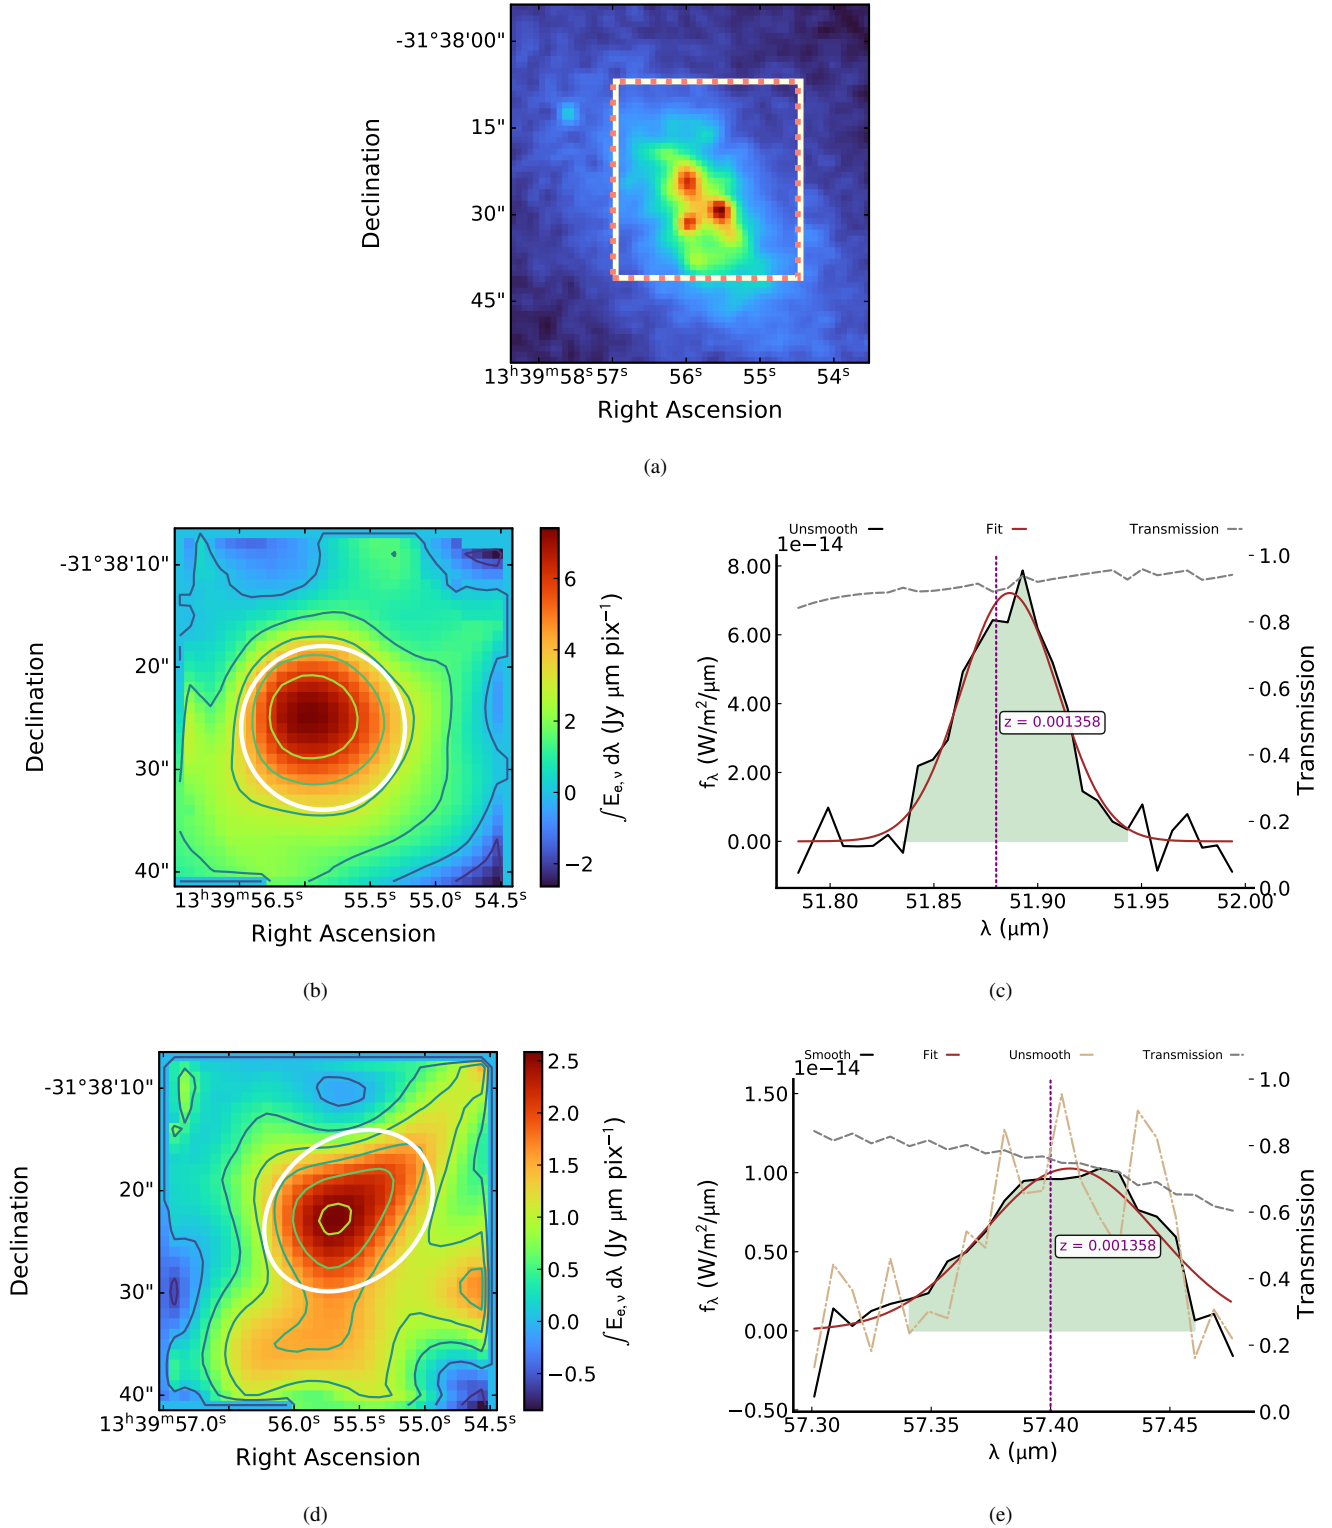 -31°38'00"
15"
30"
45"
Declination
13ʰ39ᵐ58ˢ 57ˢ 56ˢ 55ˢ 54ˢ
Right Ascension
(a)
-31°38'10"
20"
30"
40"
Declination
13ʰ39ᵐ56.5ˢ 55.5ˢ 55.0ˢ 54.5ˢ
Right Ascension
6
4
2
0
−2
∫E_{e,ν} dλ (Jy μm pix⁻¹)
(b)
Unsmooth Fit Transmission
1e−14
8.00
6.00
4.00
2.00
0.00
f_λ (W/m²/μm)
z = 0.001358
1.0
0.8
0.6
0.4
0.2
0.0
Transmission
51.80 51.85 51.90 51.95 52.00
λ (μm)
(c)
-31°38'10"
20"
30"
40"
Declination
13ʰ39ᵐ57.0ˢ 56.0ˢ 55.5ˢ 55.0ˢ 54.5ˢ
Right Ascension
2.5
2.0
1.5
1.0
0.5
0.0
−0.5
∫E_{e,ν} dλ (Jy μm pix⁻¹)
(d)
Smooth Fit Unsmooth Transmission
1e−14
1.50
1.00
0.50
0.00
−0.50
f_λ (W/m²/μm)
z = 0.001358
1.0
0.8
0.6
0.4
0.2
0.0
Transmission
57.30 57.35 57.40 57.45
λ (μm)
(e)